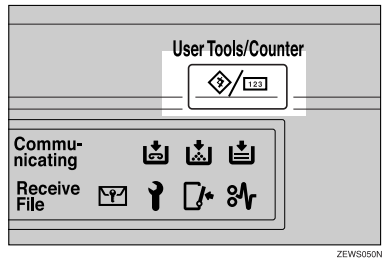 User Tools/Counter
123
Commu-
nicating
Receive
File
ZEWS050N